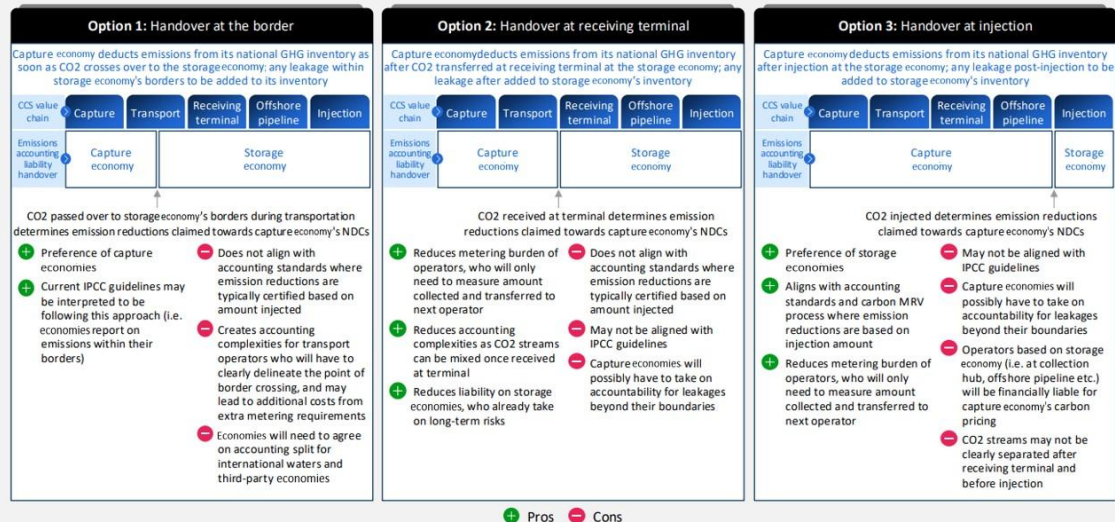 Option 1: Handover at the border
Capture economy deducts emissions from its national GHG inventory as
soon as CO2 crosses over to the storage economy; any leakage within
storage economy's borders to be added to its inventory
CCS value
chain
Capture
Transport
Receiving
terminal
Offshore
pipeline
Injection
Emissions
accounting
liability
handover
Capture
economy
Storage
economy
CO2 passed over to storage economy's borders during transportation
determines emission reductions claimed towards capture economy's NDCs
Preference of capture
economies
Current IPCC guidelines may
be interpreted to be
following this approach (i.e.
economies report on
emissions within their
borders)
Does not align with
accounting standards where
emission reductions are
typically certified based on
amount injected
Creates accounting
complexities for transport
operators who will have to
clearly delineate the point of
border crossing, and may
lead to additional costs from
extra metering requirements
Economies will need to agree
on accounting split for
international waters and
third-party economies
Option 2: Handover at receiving terminal
Capture economydeducts emissions from its national GHG inventory
after CO2 transferred at receiving terminal at the storage economy; any
leakage after added to storage economy's inventory
CCS value
chain
Capture
Transport
Receiving
terminal
Offshore
pipeline
Injection
Emissions
accounting
liability
handover
Capture
economy
Storage
economy
CO2 received at terminal determines emission
reductions claimed towards capture economy's NDCs
Reduces metering burden of
operators, who will only
need to measure amount
collected and transferred to
next operator
Reduces accounting
complexities as CO2 streams
can be mixed once received
at terminal
Reduces liability on storage
economies, who already take
on long-term risks
Does not align with
accounting standards where
emission reductions are
typically certified based on
amount injected
May not be aligned with
IPCC guidelines
Capture economies will
possibly have to take on
accountability for leakages
beyond their boundaries
Option 3: Handover at injection
Capture economy deducts emissions from its national GHG inventory
after injection at the storage economy; any leakage post-injection to be
added to storage economy's inventory
CCS value
chain
Capture
Transport
Receiving
terminal
Offshore
pipeline
Injection
Emissions
accounting
liability
handover
Capture
economy
Storage
economy
CO2 injected determines emission reductions
claimed towards capture economy's NDCs
Preference of storage
economies
Aligns with accounting
standards and carbon MRV
process where emission
reductions are based on
injection amount
Reduces metering burden of
operators, who will only
need to measure amount
collected and transferred to
next operator
May not be aligned with
IPCC guidelines
Capture economies will
possibly have to take on
accountability for leakages
beyond their boundaries
Operators based on storage
economy (i.e. at collection
hub, offshore pipeline etc.)
will be financially liable for
capture economy's carbon
pricing
CO2 streams may not be
clearly separated after
receiving terminal and
before injection
Pros
Cons